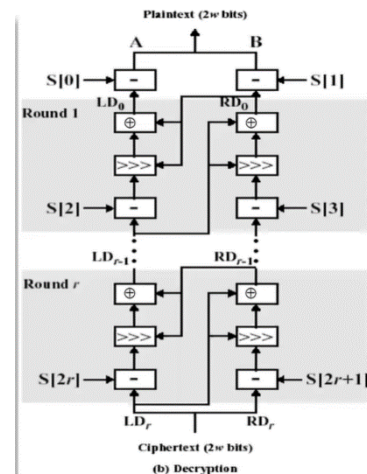 Plaintext (2w bits)
A B
S[0] − − S[1]
LD0 RD0
Round 1
⊕ ⊕
>>> >>>
S[2] − − S[3]
LDr-1 RDr-1
Round r
⊕ ⊕
>>> >>>
S[2r] − − S[2r+1]
LDr RDr
Ciphertext (2w bits)
(b) Decryption